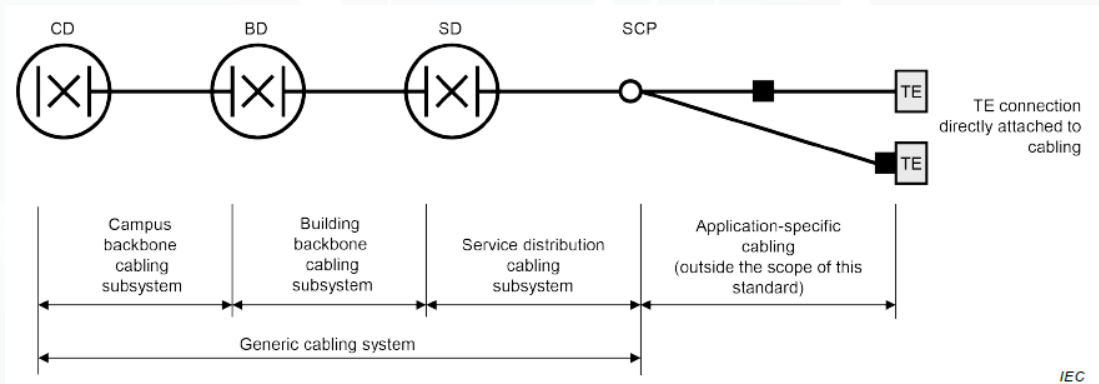 CD
BD
SD
SCP
TE
TE
TE connection
directly attached to
cabling
Campus
backbone
cabling
subsystem
Building
backbone
cabling
subsystem
Service distribution
cabling
subsystem
Application-specific
cabling
(outside the scope of this
standard)
Generic cabling system
IEC